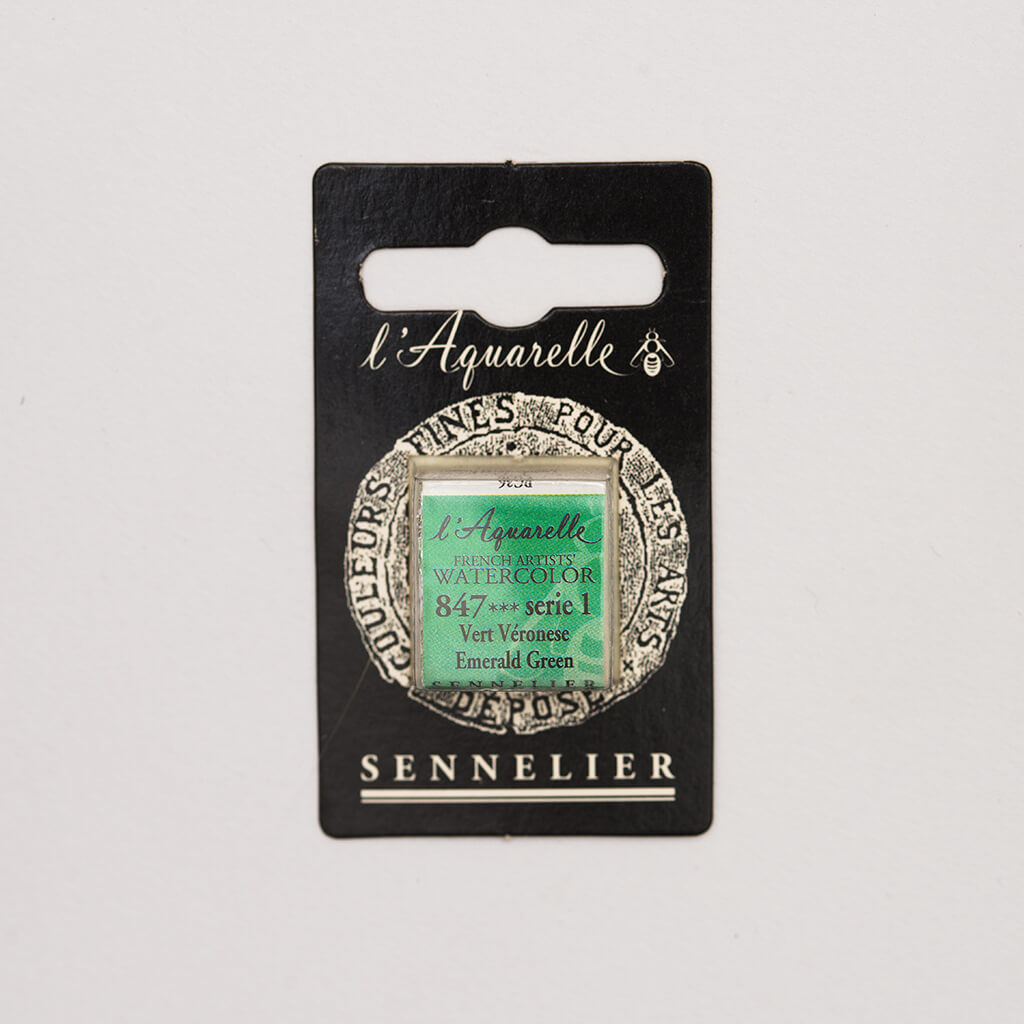 l'Aquarelle
COULEURS FINES POUR LES ARTS
DÉPOSÉ
l'Aquarelle
FRENCH ARTISTS'
WATERCOLOR
847*** serie 1
Vert Véronese
Emerald Green
SENNELIER
SENNELIER